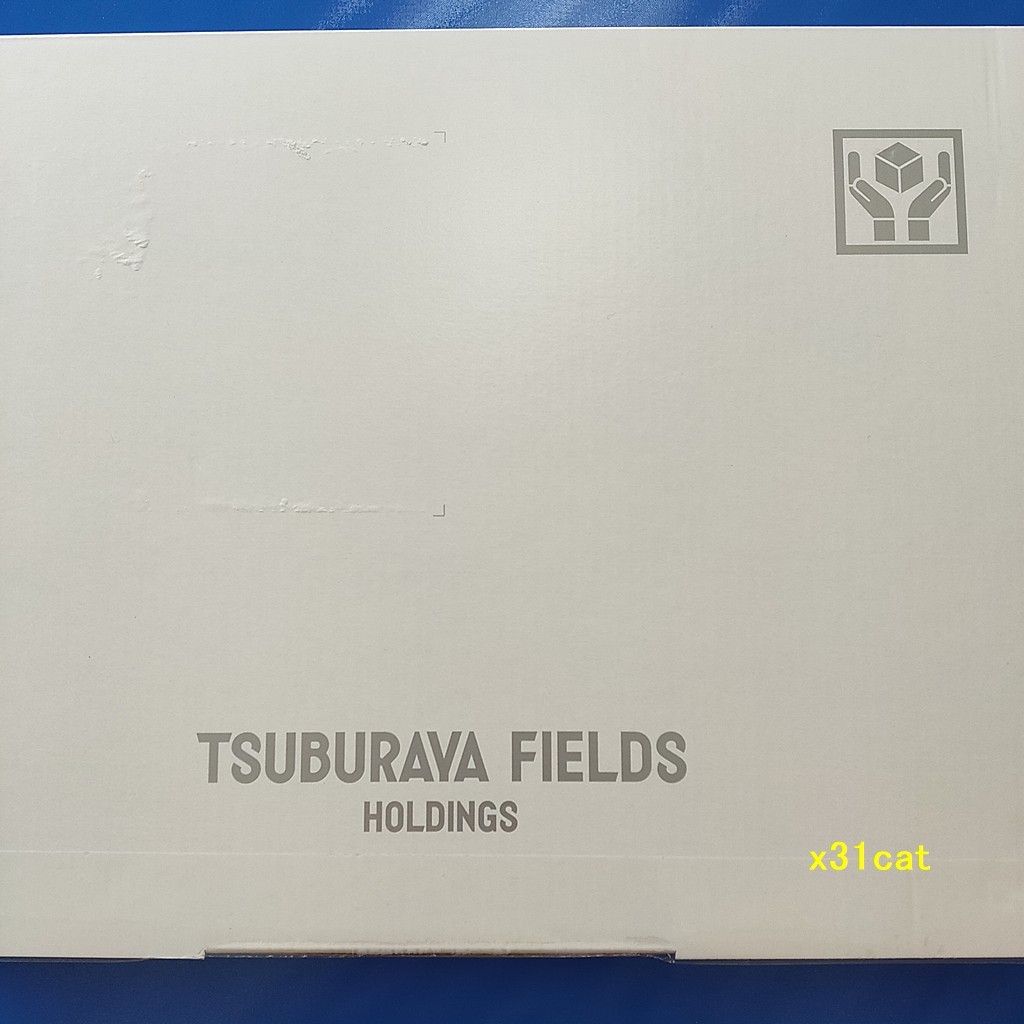 TSUBURAYA FIELDS
HOLDINGS
x31cat